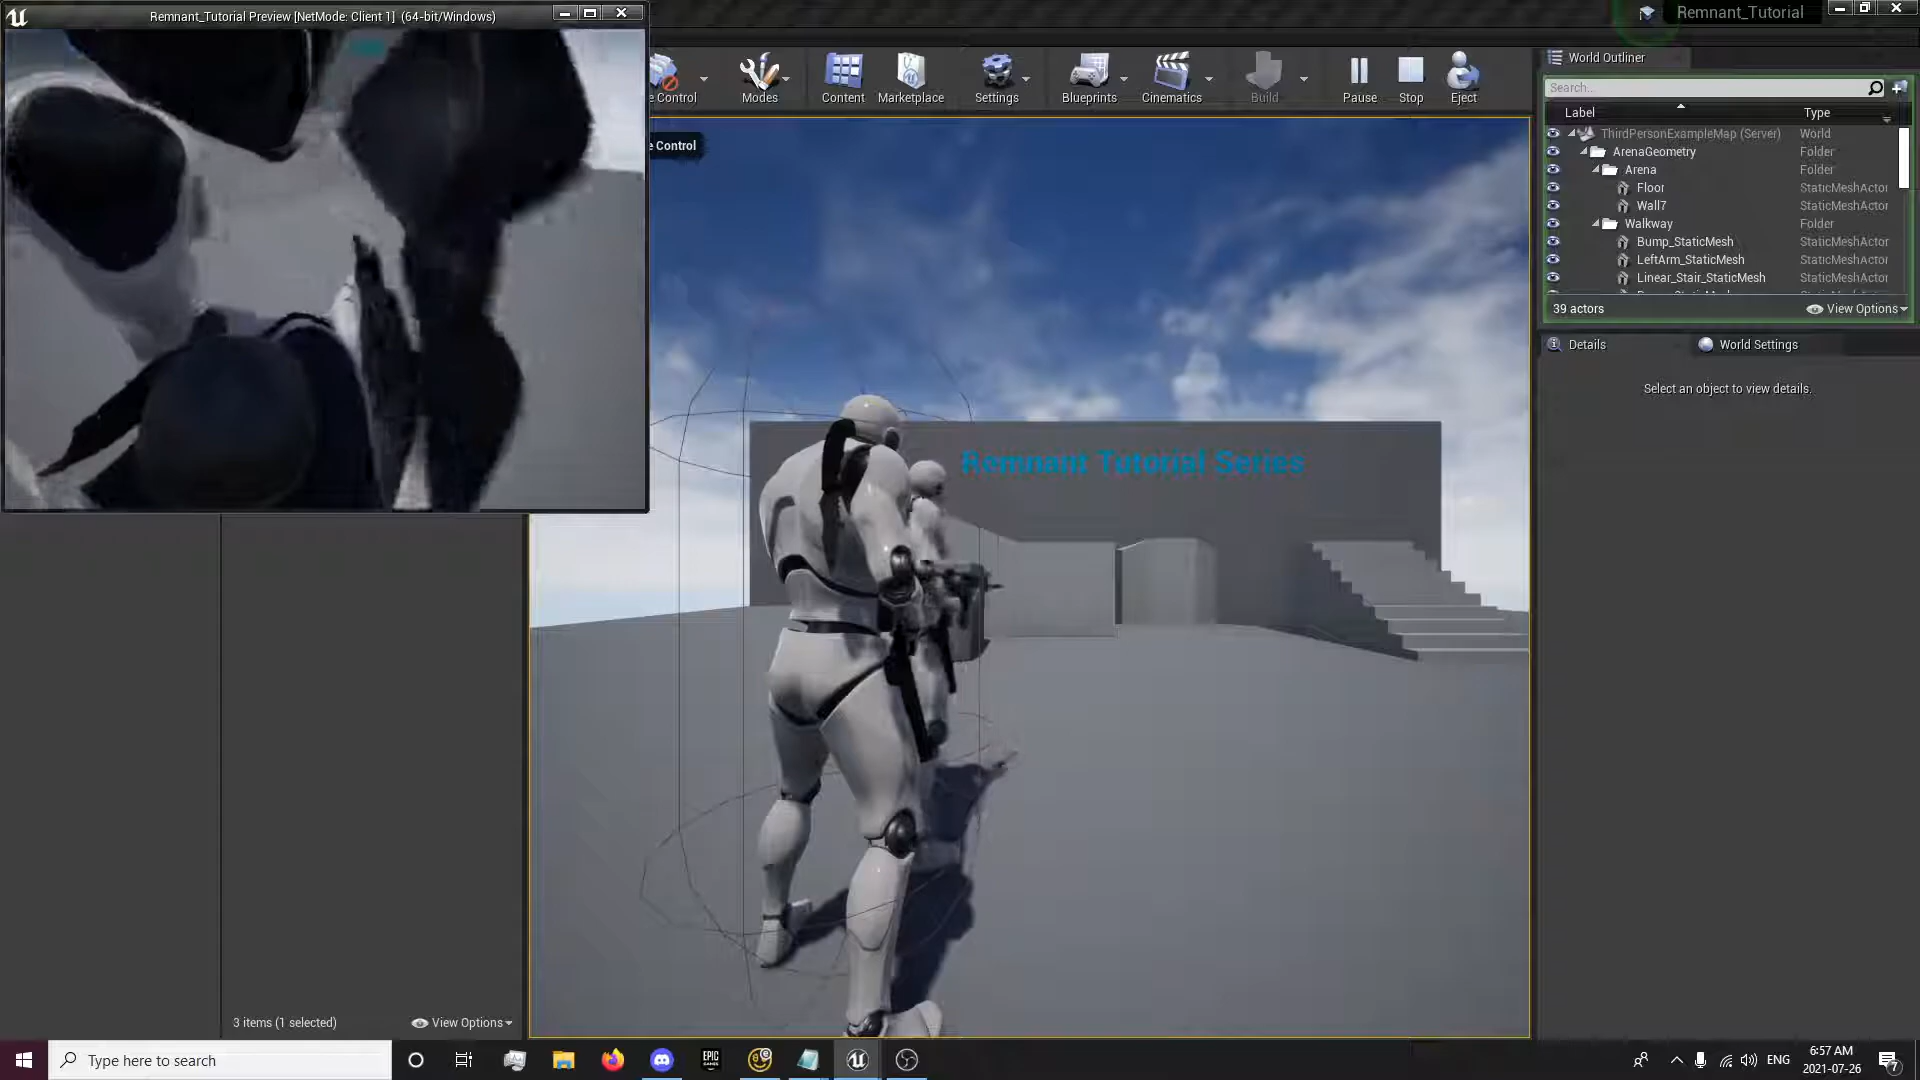 Remnant_Tutorial Preview [NetMode: Client 1] (64-bit/Windows)
Remnant_Tutorial
e Control
Modes
Content
Marketplace
Settings
Blueprints
Cinematics
Build
Pause
Stop
Eject
World Outliner
Search...
Label
Type
ThirdPersonExampleMap (Server)
World
ArenaGeometry
Folder
Arena
Folder
Floor
StaticMeshActor
Wall7
StaticMeshActor
Walkway
Folder
Bump_StaticMesh
StaticMeshActor
LeftArm_StaticMesh
StaticMeshActor
Linear_Stair_StaticMesh
StaticMeshActor
39 actors
View Options
Details
World Settings
Select an object to view details.
e Control
Remnant Tutorial Series
3 items (1 selected)
View Options
Type here to search
EPIC
GAMES
ENG
6:57 AM
2021-07-26
7